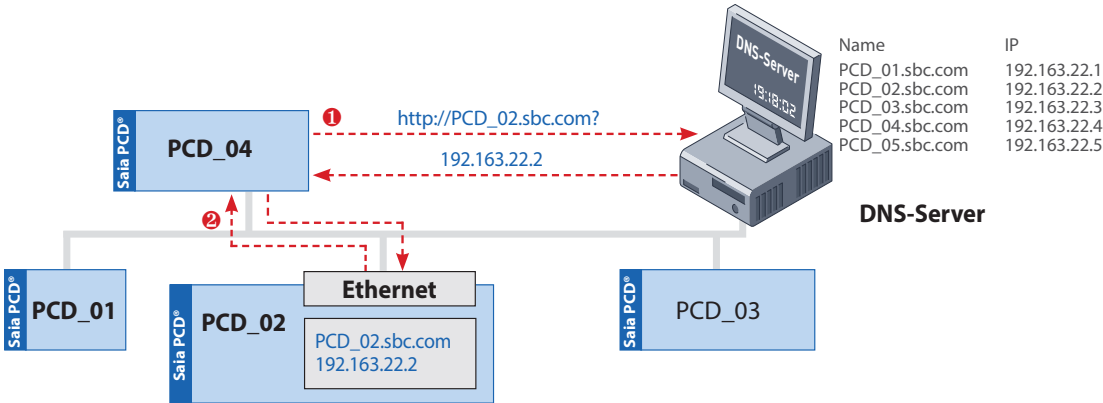 DNS-Server
19:18:02
Name IP
PCD_01.sbc.com 192.163.22.1
PCD_02.sbc.com 192.163.22.2
PCD_03.sbc.com 192.163.22.3
PCD_04.sbc.com 192.163.22.4
PCD_05.sbc.com 192.163.22.5
DNS-Server
Saia PCD®
PCD_04
1
http://PCD_02.sbc.com?
192.163.22.2
2
Saia PCD®
PCD_01
Saia PCD®
PCD_02
Ethernet
PCD_02.sbc.com
192.163.22.2
Saia PCD®
PCD_03